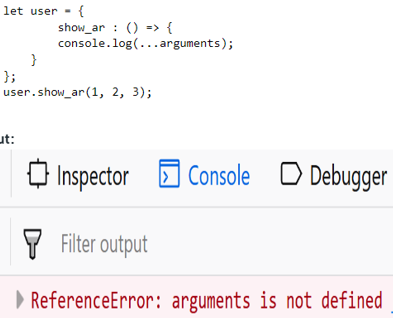 let user = {
show_ar : () => {
console.log(...arguments);
}
};
user.show_ar(1, 2, 3);
ut:
Inspector Console Debugger
Filter output
ReferenceError: arguments is not defined